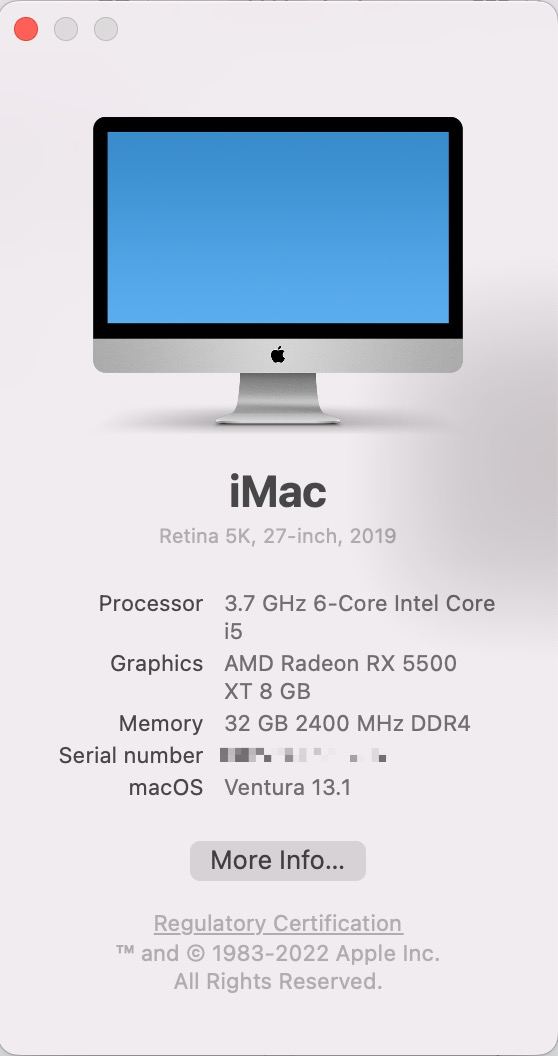 iMac
Retina 5K, 27-inch, 2019
Processor 3.7 GHz 6-Core Intel Core
i5
Graphics AMD Radeon RX 5500
XT 8 GB
Memory 32 GB 2400 MHz DDR4
Serial number
macOS Ventura 13.1
More Info...
Regulatory Certification
™ and © 1983-2022 Apple Inc.
All Rights Reserved.